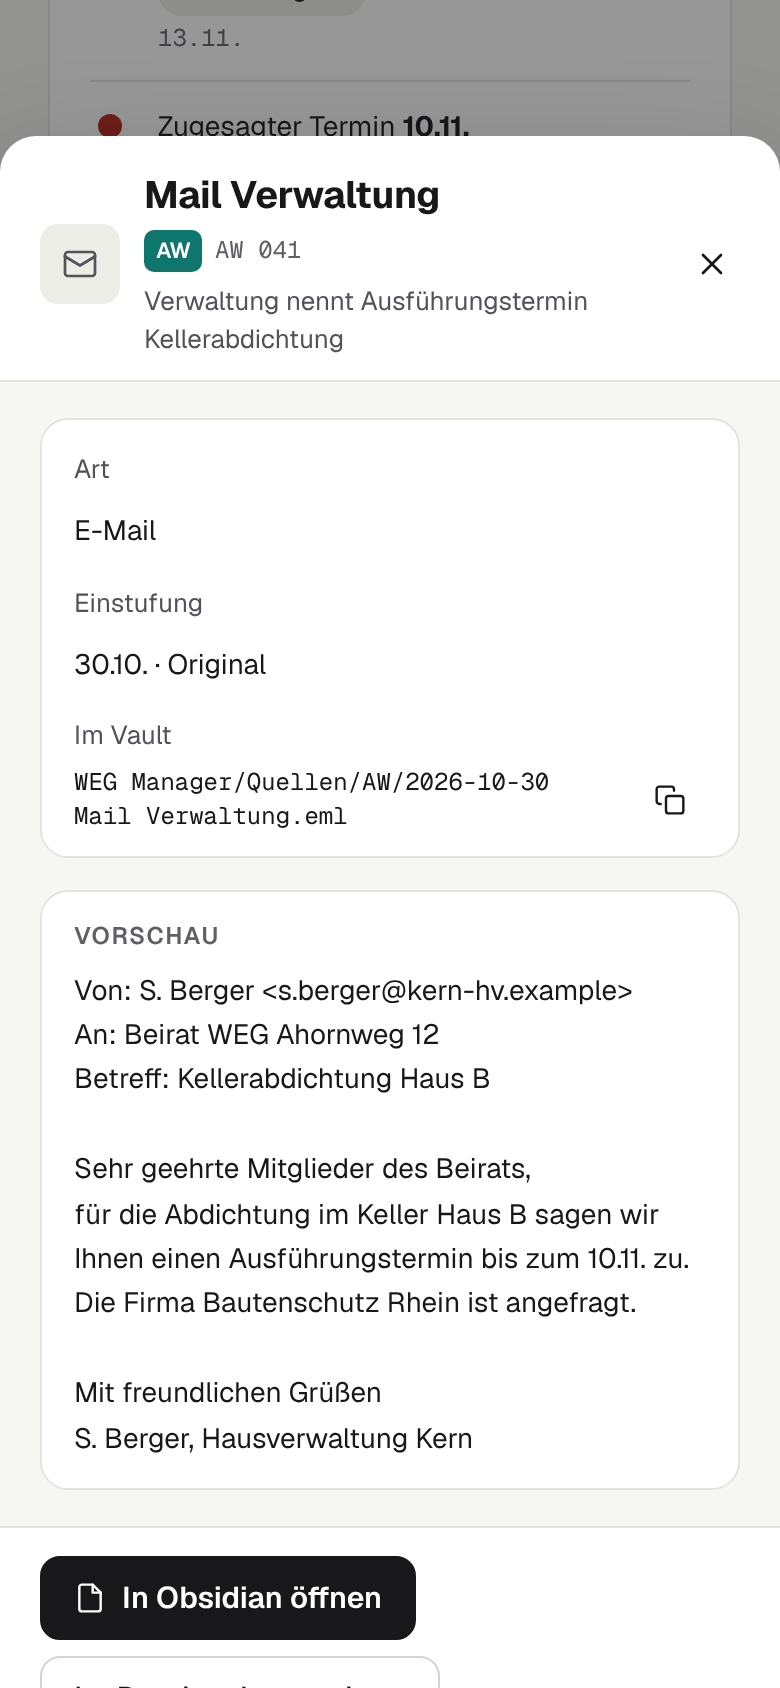 13.11.
Zugesagter Termin 10.11.
Mail Verwaltung
AW AW 041
Verwaltung nennt Ausführungstermin
Kellerabdichtung
Art
E-Mail
Einstufung
30.10. · Original
Im Vault
WEG Manager/Quellen/AW/2026-10-30
Mail Verwaltung.eml
VORSCHAU
Von: S. Berger <s.berger@kern-hv.example>
An: Beirat WEG Ahornweg 12
Betreff: Kellerabdichtung Haus B
Sehr geehrte Mitglieder des Beirats,
für die Abdichtung im Keller Haus B sagen wir
Ihnen einen Ausführungstermin bis zum 10.11. zu.
Die Firma Bautenschutz Rhein ist angefragt.
Mit freundlichen Grüßen
S. Berger, Hausverwaltung Kern
In Obsidian öffnen